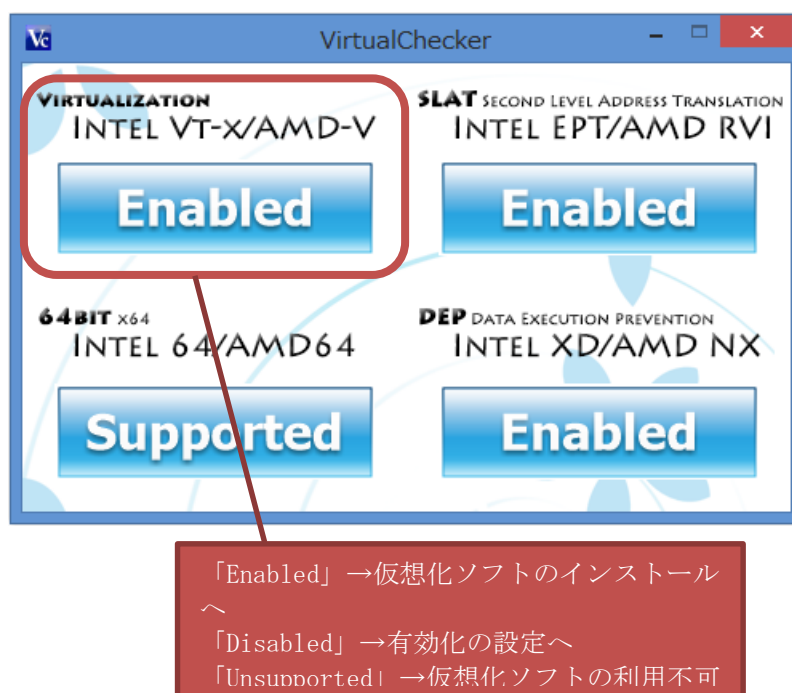 Vc VirtualChecker
VIRTUALIZATION
INTEL VT-X/AMD-V
Enabled
SLAT SECOND LEVEL ADDRESS TRANSLATION
INTEL EPT/AMD RVI
Enabled
64BIT x64
INTEL 64/AMD64
Supported
DEP DATA EXECUTION PREVENTION
INTEL XD/AMD NX
Enabled
「Enabled」→仮想化ソフトのインストール
へ
「Disabled」→有効化の設定へ
「Unsupported」→仮想化ソフトの利用不可